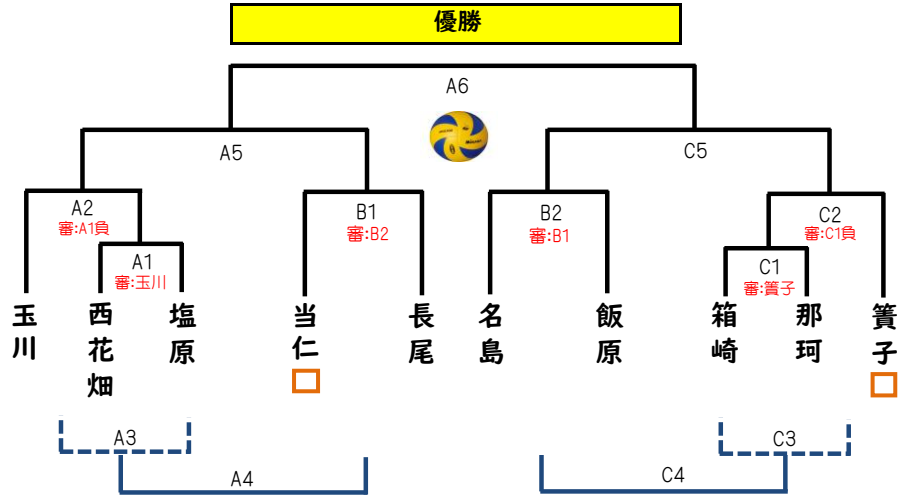 優勝
A6
A5
C5
A2
審:A1負
B1
審:B2
B2
審:B1
C2
審:C1負
A1
審:玉川
C1
審:簀子
玉川
西花畑
塩原
当仁
長尾
名島
飯原
箱崎
那珂
簀子
A3
C3
A4
C4